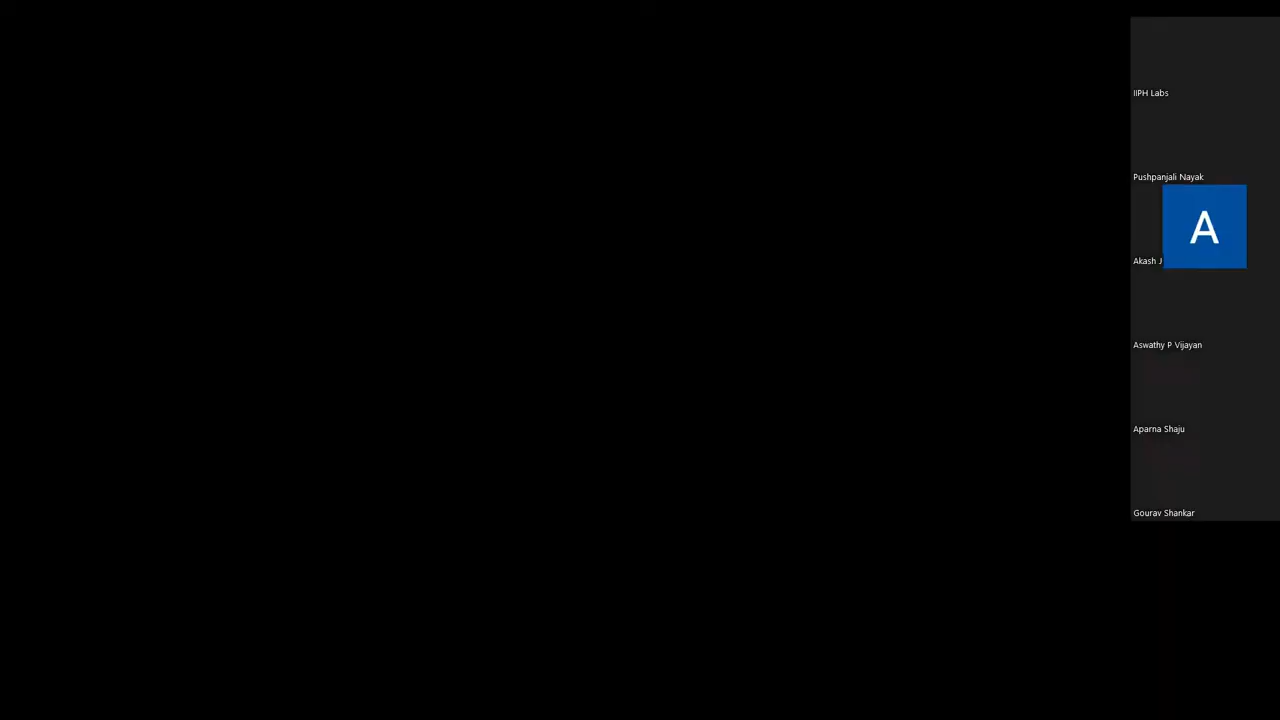 IIPH Labs
Pushpanjali Nayak
A
Akash J
Aswathy P Vijayan
Aparna Shaju
Gourav Shankar